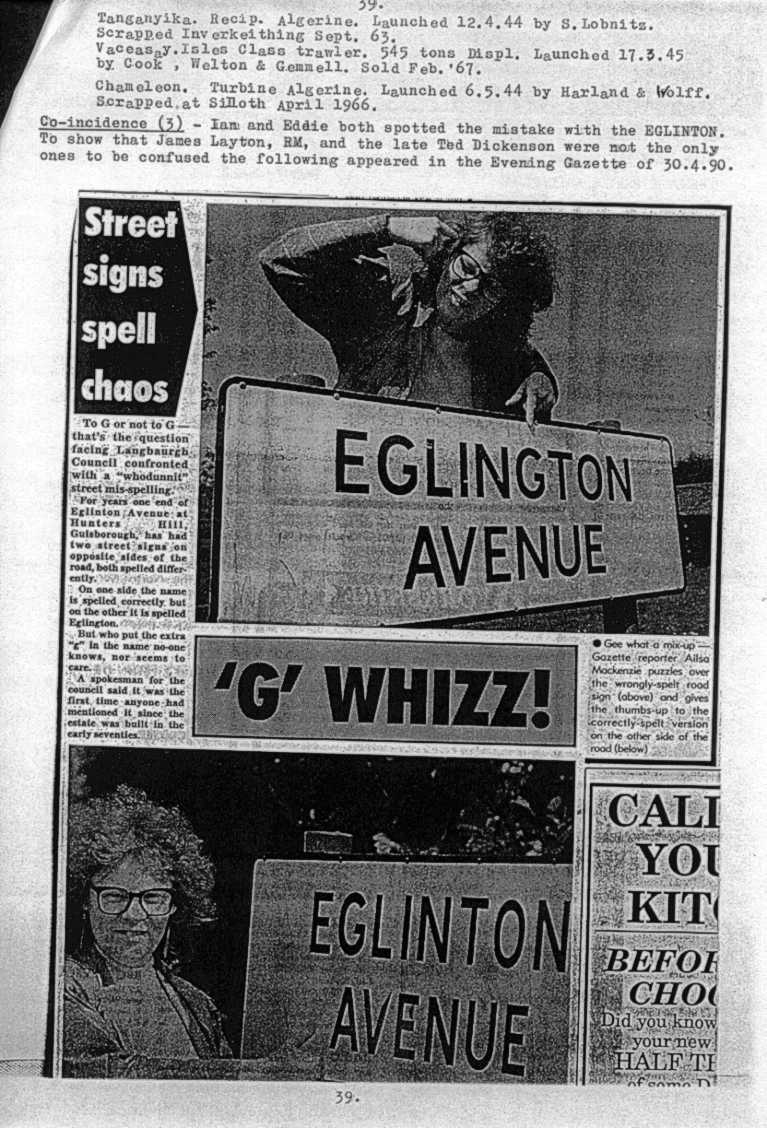 39.
Tanganyika. Recip. Algerine. Launched 12.4.44 by S.Lobnitz.
Scrapped Inverkeithing Sept. 63.
Vaceasay.Isles Class trawler. 545 tons Displ. Launched 17.3.45
by Cook , Welton & Gemmell. Sold Feb.'67.
Chameleon. Turbine Algerine. Launched 6.5.44 by Harland & Wolff.
Scrapped at Silloth April 1966.
Co-incidence (3) - Iam and Eddie both spotted the mistake with the EGLINTON.
To show that James Layton, RM, and the late Ted Dickenson were not the only
ones to be confused the following appeared in the Evening Gazette of 30.4.90.
Street
signs
spell
chaos
To G or not to G —
that's the question
facing Langbaurgh
Council confronted
with a "whodunnit"
street mis-spelling.
For years one end of
Eglinton Avenue at
Hunters Hill,
Guisborough, has had
two street signs on
opposite sides of the
road, both spelled differ-
ently.
On one side the name
is spelled correctly but
on the other it is spelled
Eglington.
But who put the extra
"g" in the name no-one
knows, nor seems to
care.
A spokesman for the
council said it was the
first time anyone had
mentioned it since the
estate was built in the
early seventies.
EGLINGTON
AVENUE
'G' WHIZZ!
● Gee what a mix-up —
Gazette reporter Ailsa
Mackenzie puzzles over
the wrongly-spelt road
sign (above) and gives
the thumbs-up to the
correctly-spelt version
on the other side of the
road (below)
EGLINTON
AVENUE
CALL
YOU
KIT
BEFOR
CHOO
Did you know
your new
HALF TH
of some D
39.